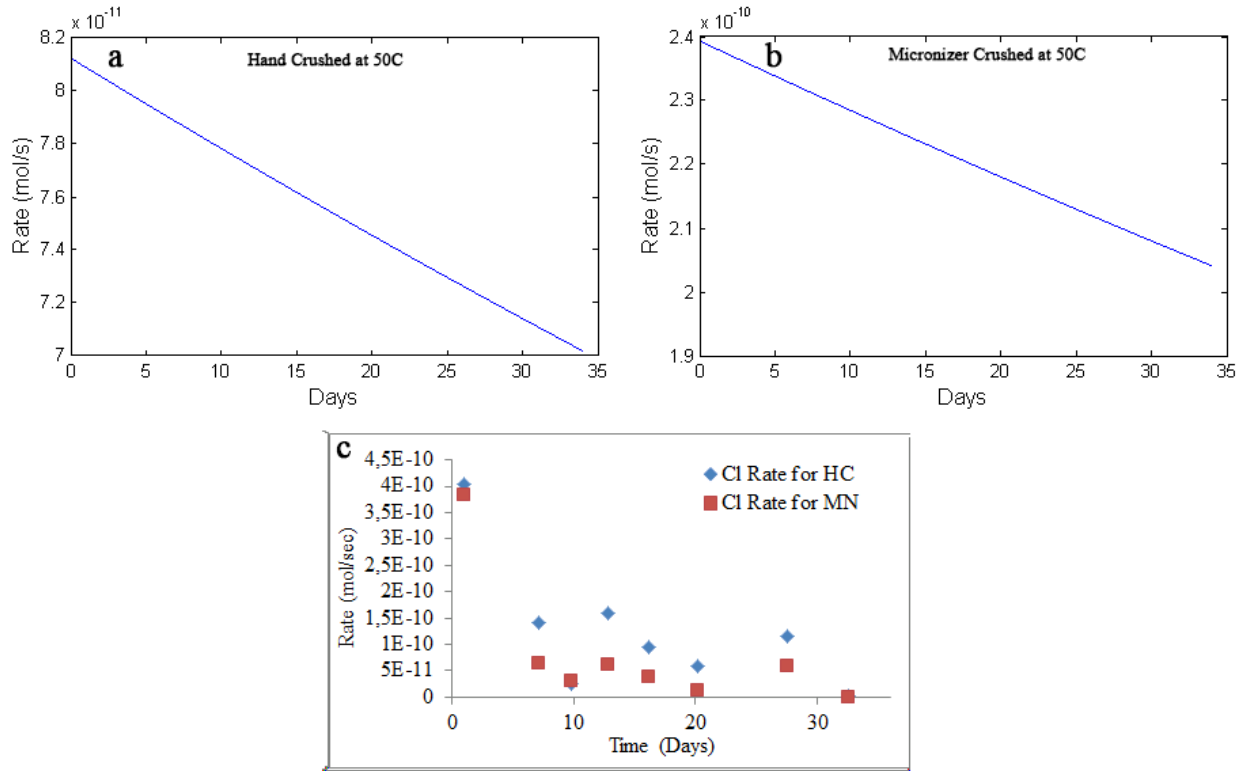 x 10^-11
8.2
8
7.8
7.6
7.4
7.2
7
Rate (mol/s)
a
Hand Crushed at 50C
0 5 10 15 20 25 30 35
Days
x 10^-10
2.4
2.3
2.2
2.1
2
1.9
Rate (mol/s)
b
Micronizer Crushed at 50C
0 5 10 15 20 25 30 35
Days
c
4,5E-10
4E-10
3,5E-10
3E-10
2,5E-10
2E-10
1,5E-10
1E-10
5E-11
0
Rate (mol/sec)
Cl Rate for HC
Cl Rate for MN
0 10 20 30
Time (Days)